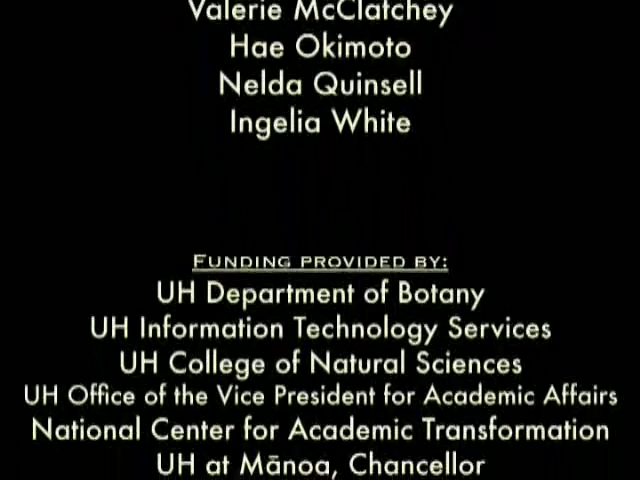 Valerie McClatchey
Hae Okimoto
Nelda Quinsell
Ingelia White
FUNDING PROVIDED BY:
UH Department of Botany
UH Information Technology Services
UH College of Natural Sciences
UH Office of the Vice President for Academic Affairs
National Center for Academic Transformation
UH at Mānoa, Chancellor